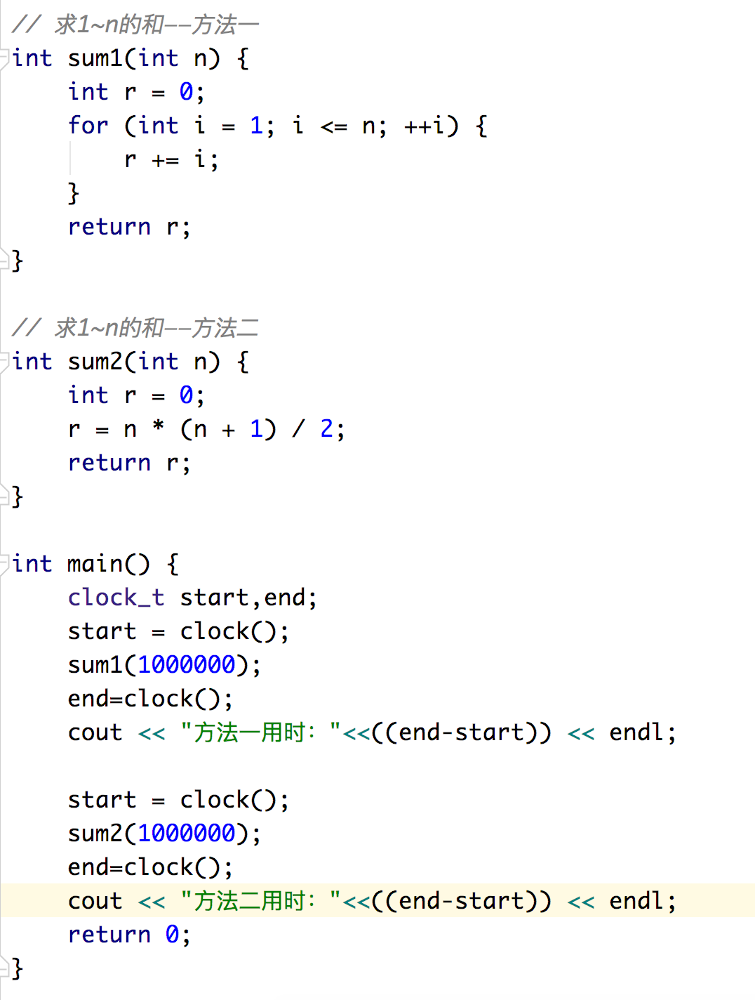 // 求1~n的和——方法一
int sum1(int n) {
    int r = 0;
    for (int i = 1; i <= n; ++i) {
        r += i;
    }
    return r;
}
// 求1~n的和——方法二
int sum2(int n) {
    int r = 0;
    r = n * (n + 1) / 2;
    return r;
}
int main() {
    clock_t start,end;
    start = clock();
    sum1(1000000);
    end=clock();
    cout << "方法一用时："<<((end-start)) << endl;
    start = clock();
    sum2(1000000);
    end=clock();
    cout << "方法二用时："<<((end-start)) << endl;
    return 0;
}